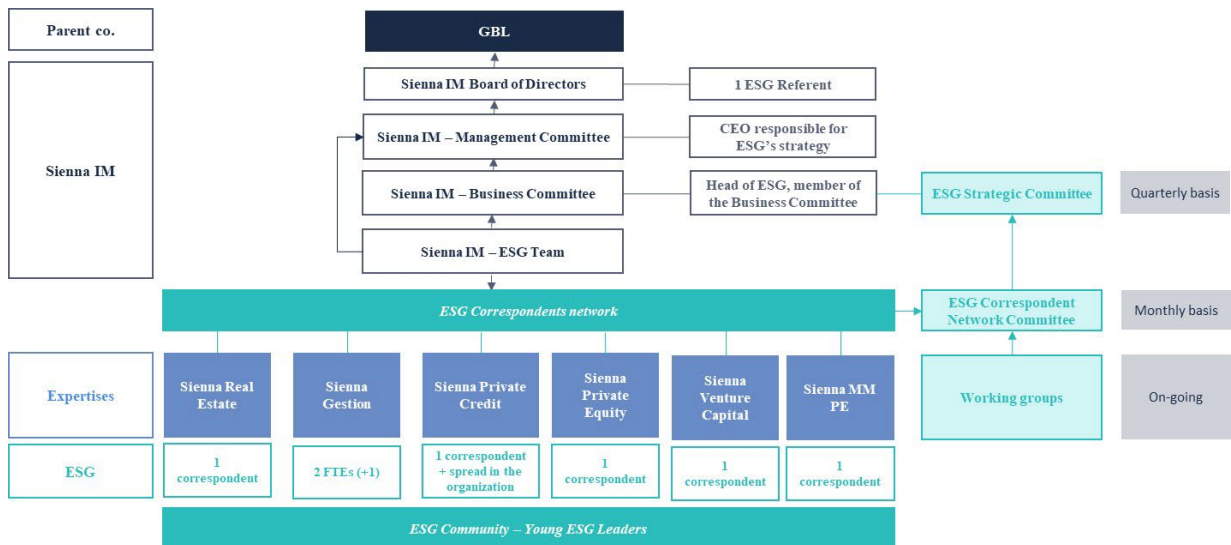 Parent co.
GBL
Sienna IM
Sienna IM Board of Directors
1 ESG Referent
Sienna IM – Management Committee
CEO responsible for
ESG's strategy
Sienna IM – Business Committee
Head of ESG, member of
the Business Committee
ESG Strategic Committee
Quarterly basis
Sienna IM – ESG Team
ESG Correspondents network
ESG Correspondent
Network Committee
Monthly basis
Expertises
Sienna Real
Estate
Sienna
Gestion
Sienna Private
Credit
Sienna
Private
Equity
Sienna
Venture
Capital
Sienna MM
PE
Working groups
On-going
ESG
1
correspondent
2 FTEs (+1)
1 correspondent
+ spread in the
organization
1
correspondent
1
correspondent
1
correspondent
ESG Community – Young ESG Leaders